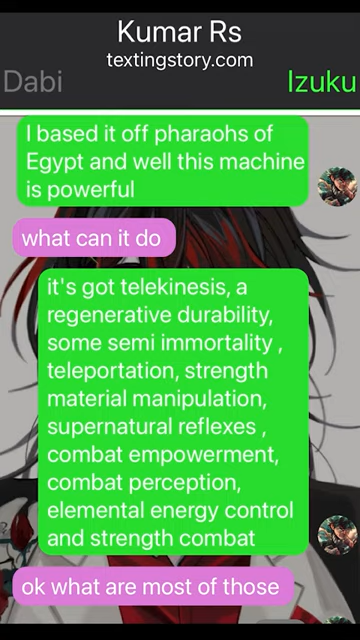 Kumar Rs
textingstory.com
Dabi
Izuku
I based it off pharaohs of
Egypt and well this machine
is powerful
what can it do
it's got telekinesis, a
regenerative durability,
some semi immortality ,
teleportation, strength
material manipulation,
supernatural reflexes ,
combat empowerment,
combat perception,
elemental energy control
and strength combat
ok what are most of those